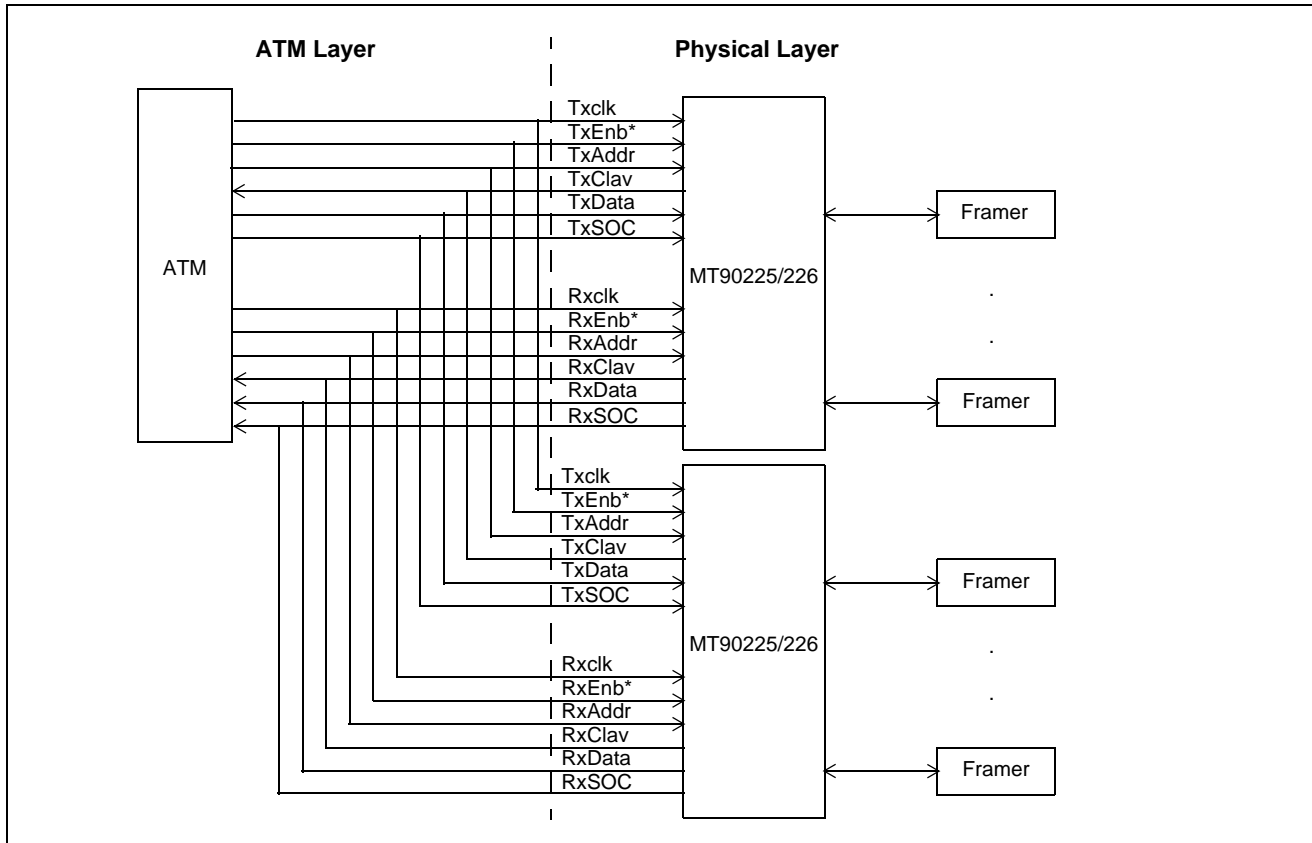 ATM Layer
Physical Layer
Txclk
TxEnb*
TxAddr
TxClav
TxData
TxSOC
Framer
ATM
MT90225/226
Rxclk
.
RxEnb*
RxAddr
.
RxClav
RxData
Framer
RxSOC
Txclk
TxEnb*
TxAddr
TxClav
TxData
Framer
TxSOC
MT90225/226
.
Rxclk
RxEnb*
.
RxAddr
RxClav
RxData
Framer
RxSOC